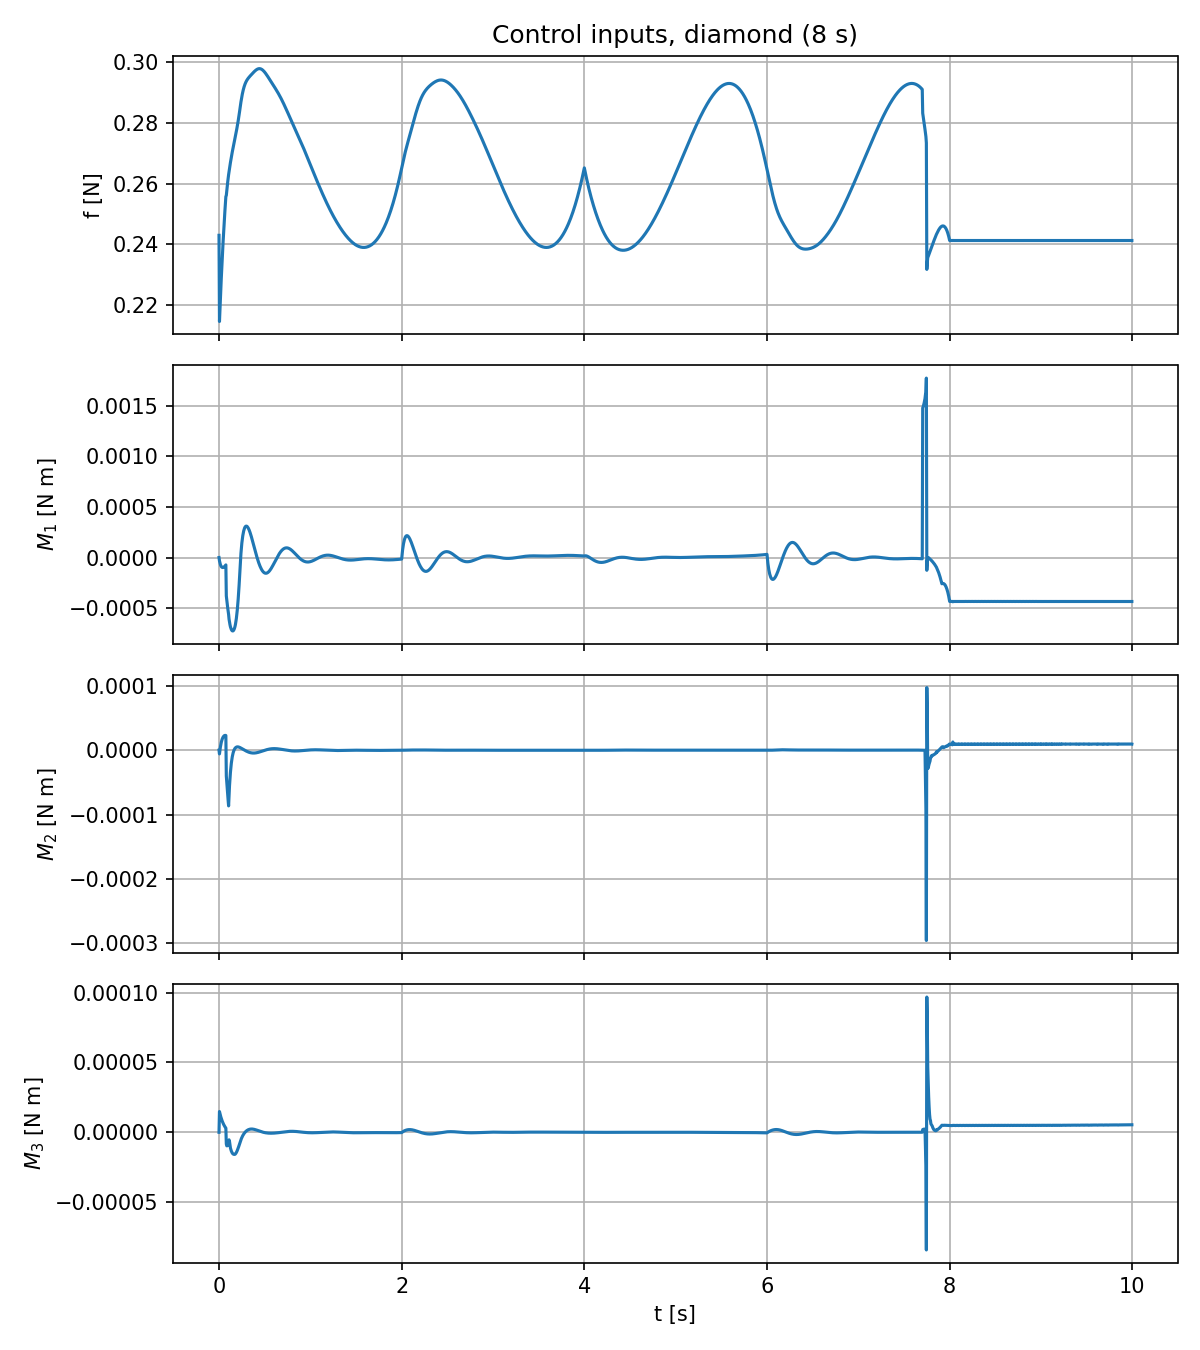 Control inputs, diamond (8 s)
0.30
0.28
0.26
0.24
0.22
f [N]
0.0015
0.0010
0.0005
0.0000
−0.0005
M1 [N m]
0.0001
0.0000
−0.0001
−0.0002
−0.0003
M2 [N m]
0.00010
0.00005
0.00000
−0.00005
M3 [N m]
0 2 4 6 8 10
t [s]